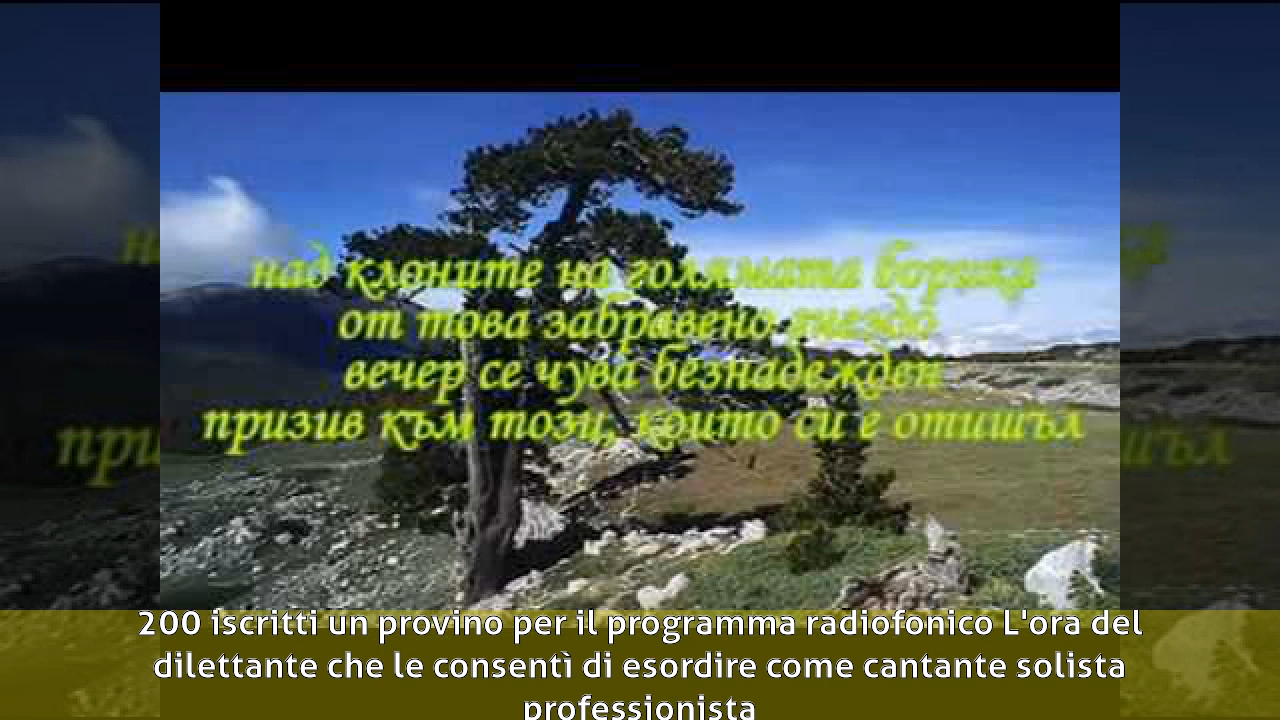 над клоните на голямата борика
от това забравено гнездо
вечер се чува безнадежден
призив към този, който си е отишъл
200 iscritti un provino per il programma radiofonico L'ora del
dilettante che le consentì di esordire come cantante solista
professionista